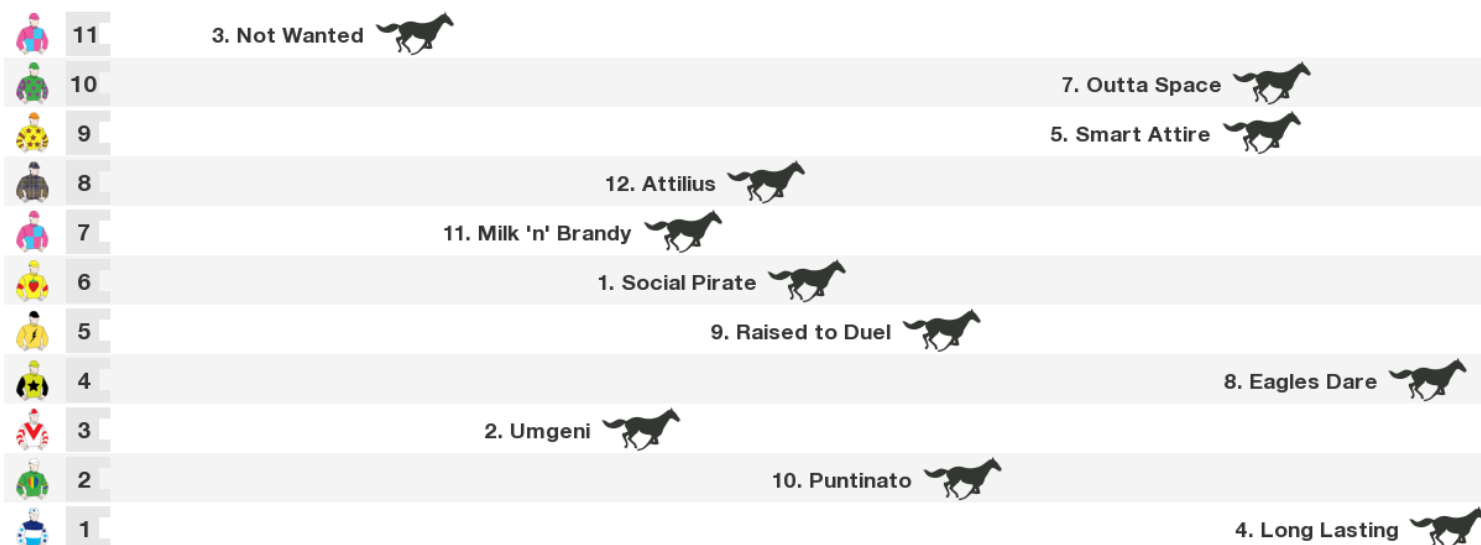 11 3. Not Wanted
10 7. Outta Space
9 5. Smart Attire
8 12. Attilius
7 11. Milk 'n' Brandy
6 1. Social Pirate
5 9. Raised to Duel
4 8. Eagles Dare
3 2. Umgeni
2 10. Puntinato
1 4. Long Lasting